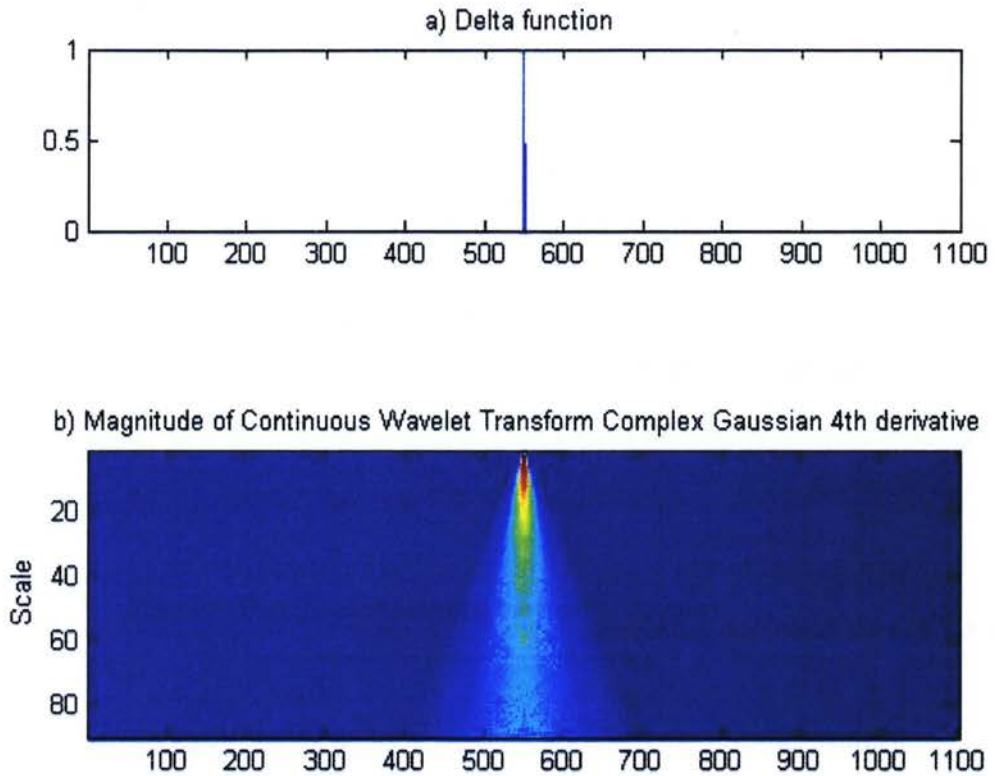 a) Delta function
1
0.5
0
100 200 300 400 500 600 700 800 900 1000 1100
b) Magnitude of Continuous Wavelet Transform Complex Gaussian 4th derivative
Scale
20
40
60
80
100 200 300 400 500 600 700 800 900 1000 1100